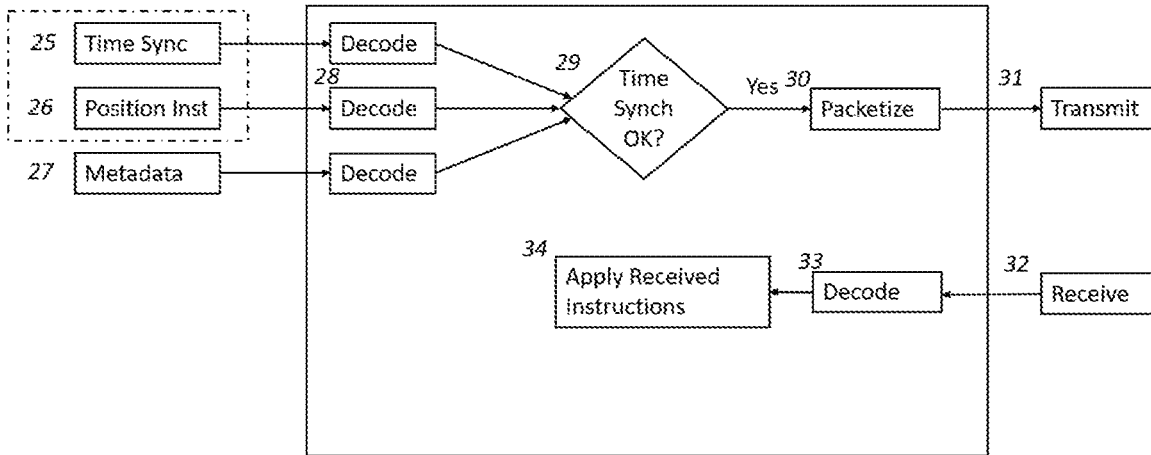 25
Time Sync
Decode
29
Time
Synch
OK?
Yes
30
Packetize
31
Transmit
26
Position Inst
28
Decode
27
Metadata
Decode
34
Apply Received
Instructions
33
Decode
32
Receive